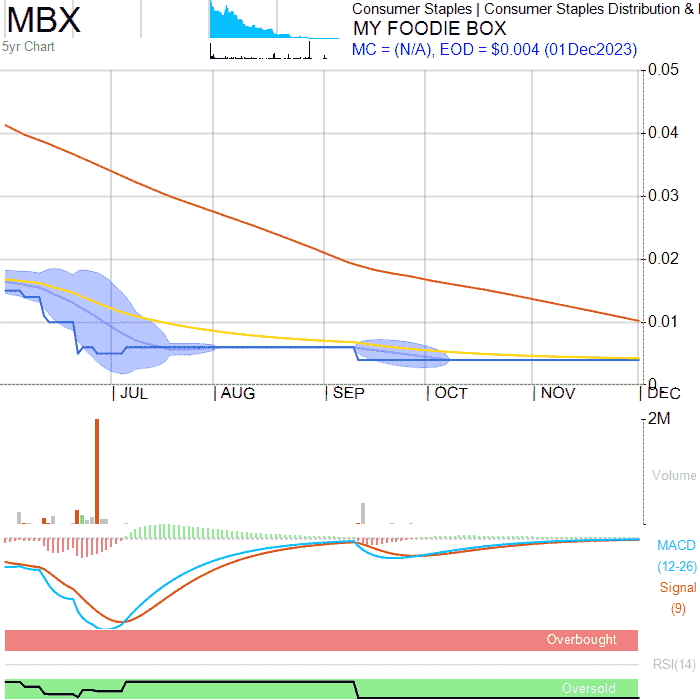 MBX
5yr Chart
Consumer Staples | Consumer Staples Distribution &
MY FOODIE BOX
MC = (N/A), EOD = $0.004 (01Dec2023)
0.05
0.04
0.03
0.02
0.01
0
JUL AUG SEP OCT NOV DEC
2M
Volume
MACD
(12-26)
Signal
(9)
Overbought
RSI(14)
Oversold